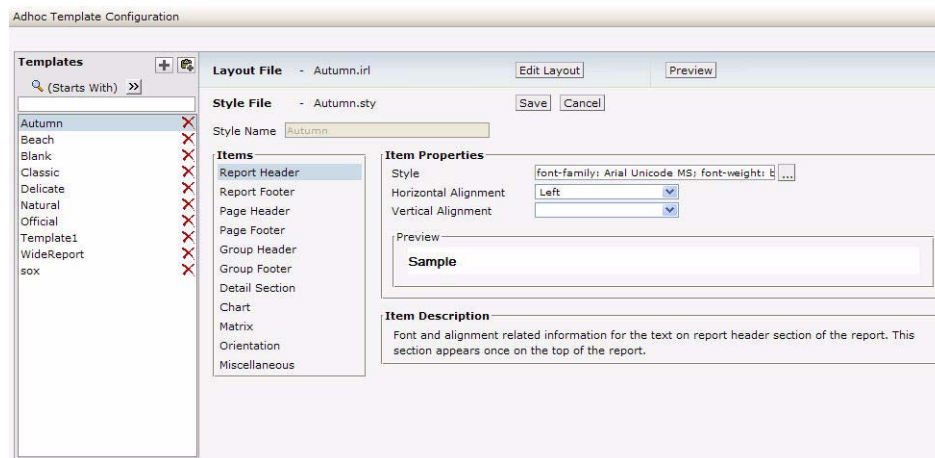 Adhoc Template Configuration
Templates
(Starts With) >>
Autumn
Beach
Blank
Classic
Delicate
Natural
Official
Template1
WideReport
sox
Layout File - Autumn.irl
Edit Layout
Preview
Style File - Autumn.sty
Save
Cancel
Style Name Autumn
Items
Report Header
Report Footer
Page Header
Page Footer
Group Header
Group Footer
Detail Section
Chart
Matrix
Orientation
Miscellaneous
Item Properties
Style font-family: Arial Unicode MS; font-weight: b ...
Horizontal Alignment Left
Vertical Alignment
Preview
Sample
Item Description
Font and alignment related information for the text on report header section of the report. This
section appears once on the top of the report.